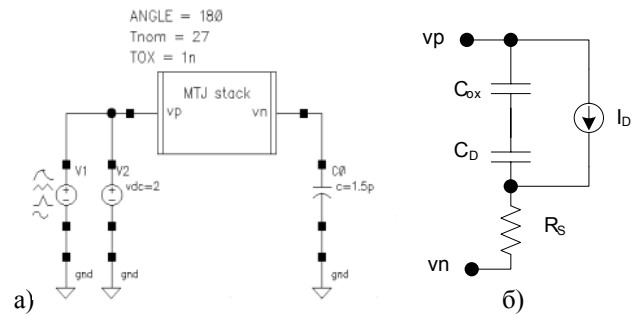 ANGLE = 180
Tnom = 27
TOX = 1n
MTJ stack
vp vn
V1 V2 C0
vdc=2 c=1.5p
gnd gnd gnd
а)
vp
Cox
CD
ID
RS
vn
б)